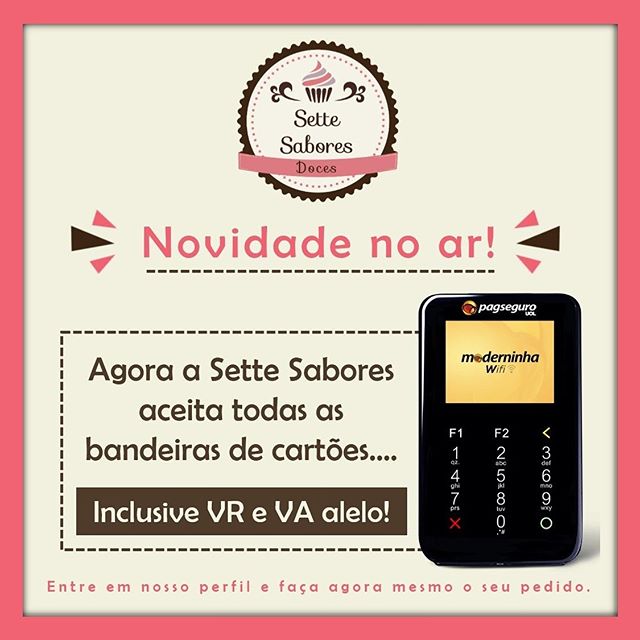 Sette
Sabores
Doces
Novidade no ar!
Agora a Sette Sabores
aceita todas as
bandeiras de cartões....
Inclusive VR e VA alelo!
pagseguro
UOL
moderninha
Wifi
F1 F2 <
1 2 3
qz. abc def
4 5 6
ghi jkl mno
7 8 9
prs luv wxy
X 0 O
.*#
Entre em nosso perfil e faça agora mesmo o seu pedido.